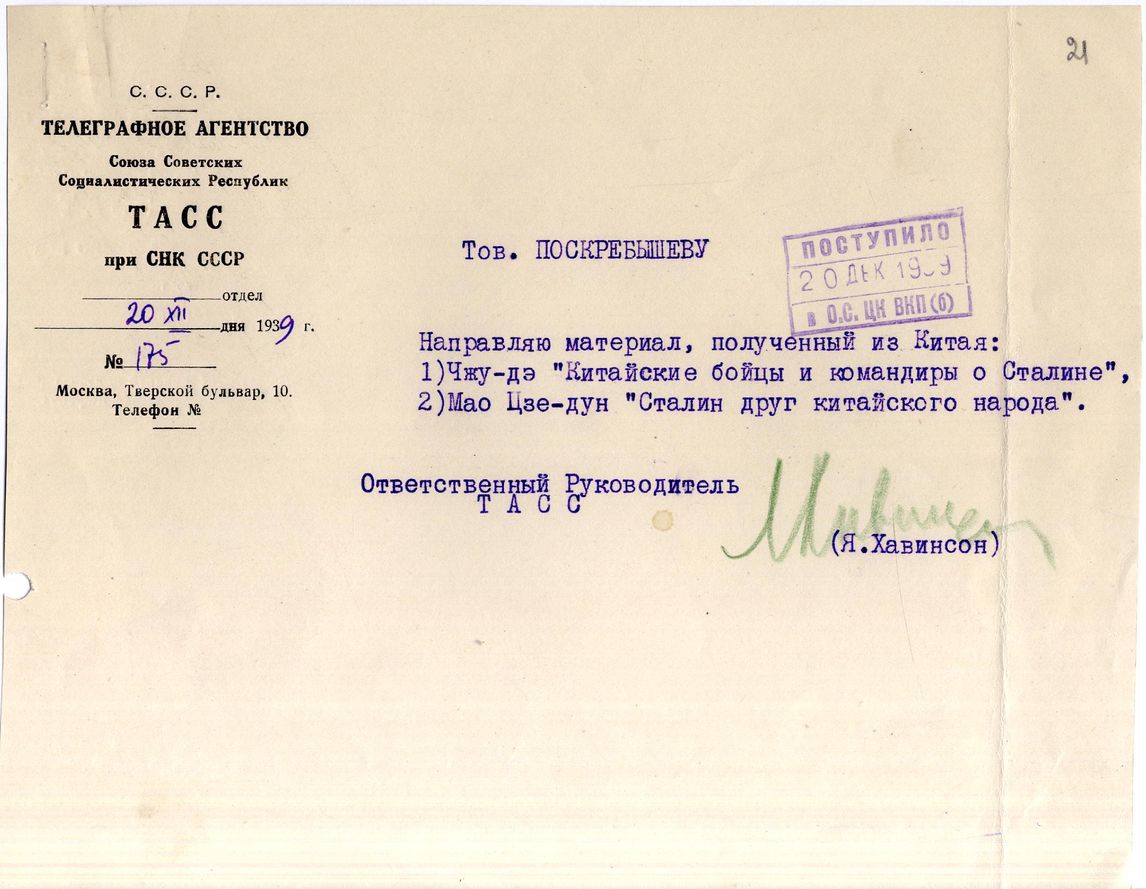 21
С. С. С. Р.
ТЕЛЕГРАФНОЕ АГЕНТСТВО
Союза Советских
Социалистических Республик
ТАСС
при СНК СССР
отдел
20 XII дня 1939 г.
№ 175
Москва, Тверской бульвар, 10.
Телефон №
Тов. ПОСКРЕБЫШЕВУ
ПОСТУПИЛО
20 ДЕК 1939
в О.С. ЦК ВКП(б)
Направляю материал, полученный из Китая:
1)Чжу-дэ "Китайские бойцы и командиры о Сталине",
2)Мао Цзе-дун "Сталин друг китайского народа".
Ответственный Руководитель
Т А С С
(Я.Хавинсон)